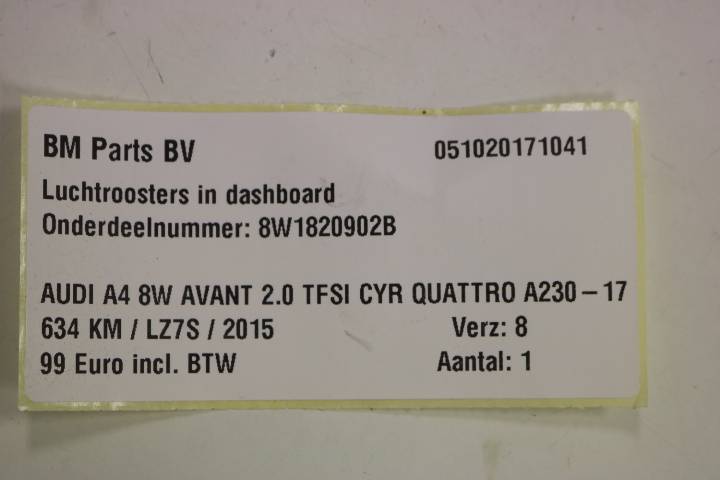 BM Parts BV 051020171041
Luchtroosters in dashboard
Onderdeelnummer: 8W1820902B
AUDI A4 8W AVANT 2.0 TFSI CYR QUATTRO A230-17
634 KM / LZ7S / 2015 Verz: 8
99 Euro incl. BTW Aantal: 1